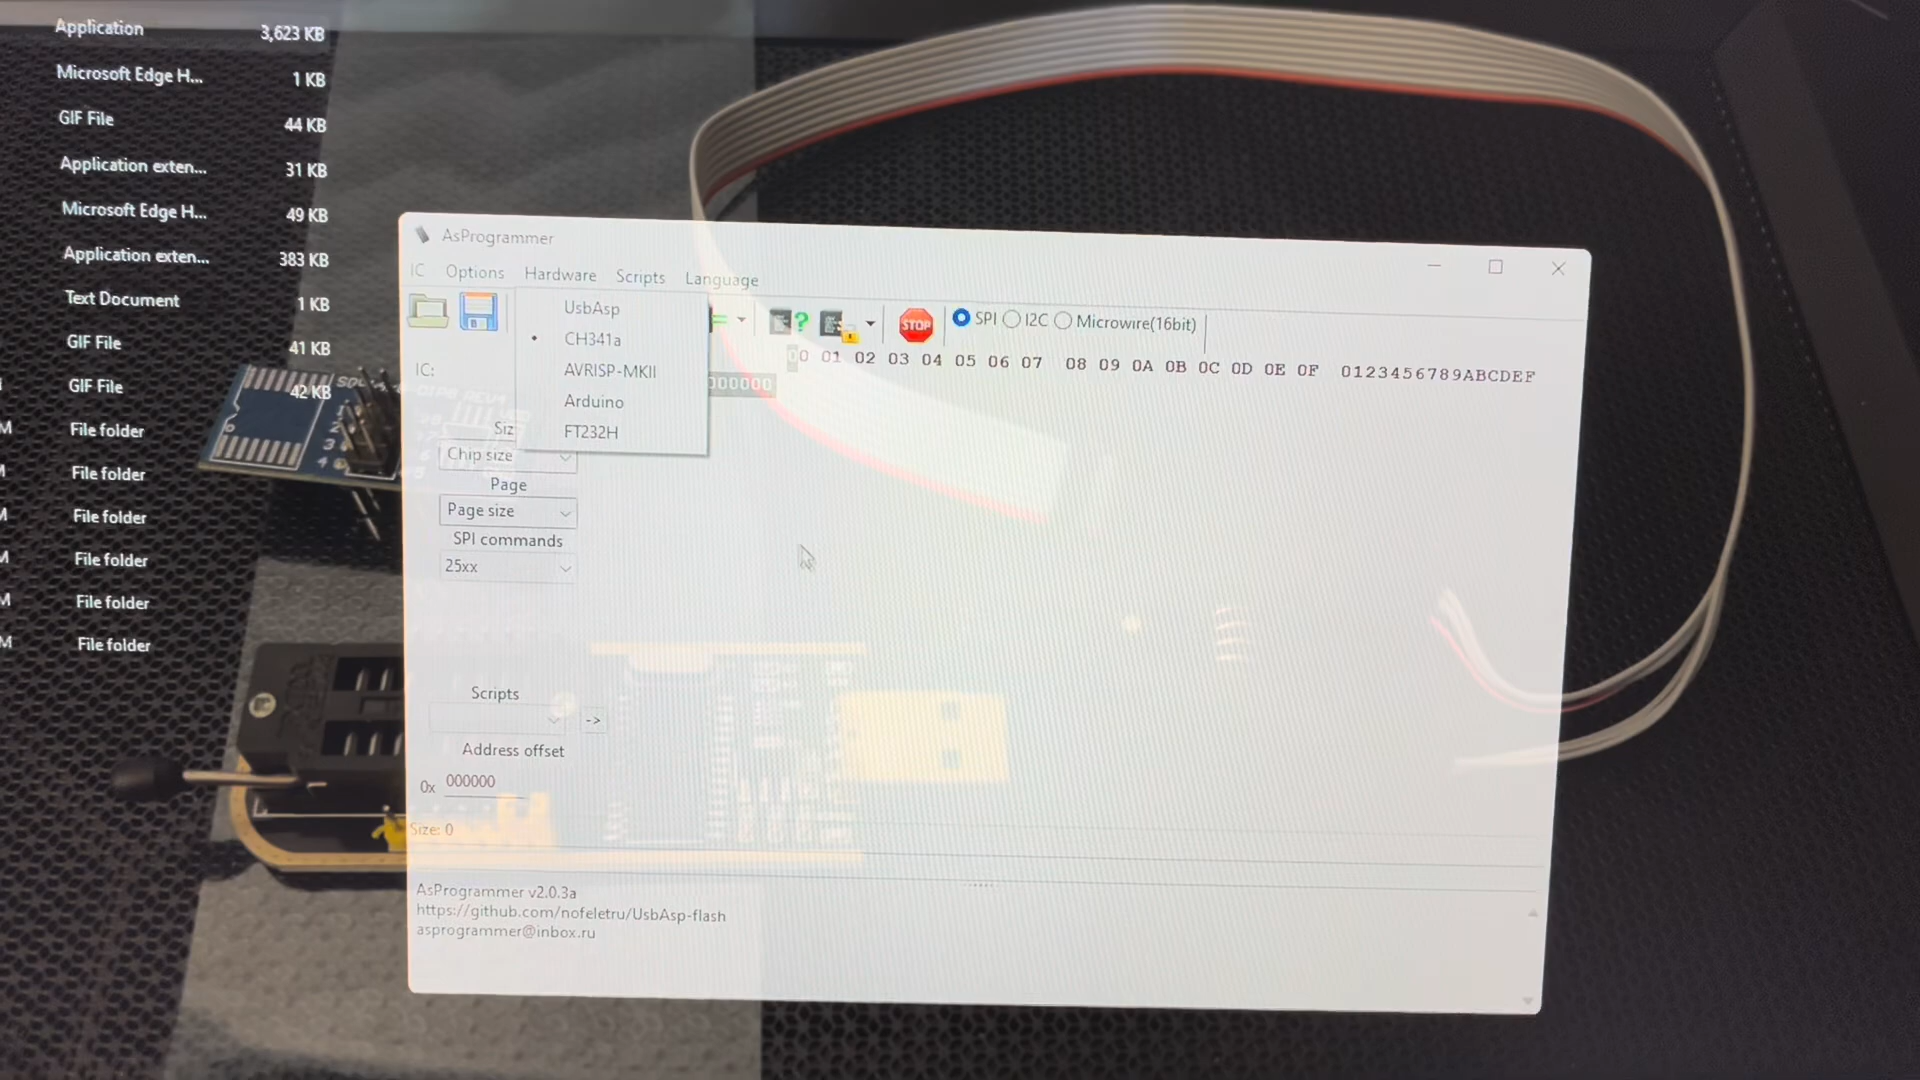 Application 3,623 KB
Microsoft Edge H... 1 KB
GIF File 44 KB
Application exten... 31 KB
Microsoft Edge H... 49 KB
Application exten... 383 KB
Text Document 1 KB
GIF File 41 KB
GIF File 42 KB
M File folder
File folder
M File folder
M File folder
M File folder
M File folder
AsProgrammer
IC Options Hardware Scripts Language
UsbAsp
CH341a
AVRISP-MKII
Arduino
FT232H
STOP
SPI I2C Microwire(16bit)
00 01 02 03 04 05 06 07 08 09 0A 0B 0C 0D 0E 0F 0123456789ABCDEF
000000
IC:
Siz
Chip size
Page
Page size
SPI commands
25xx
Scripts
->
Address offset
0x 000000
Size: 0
AsProgrammer v2.0.3a
https://github.com/nofeletru/UsbAsp-flash
asprogrammer@inbox.ru